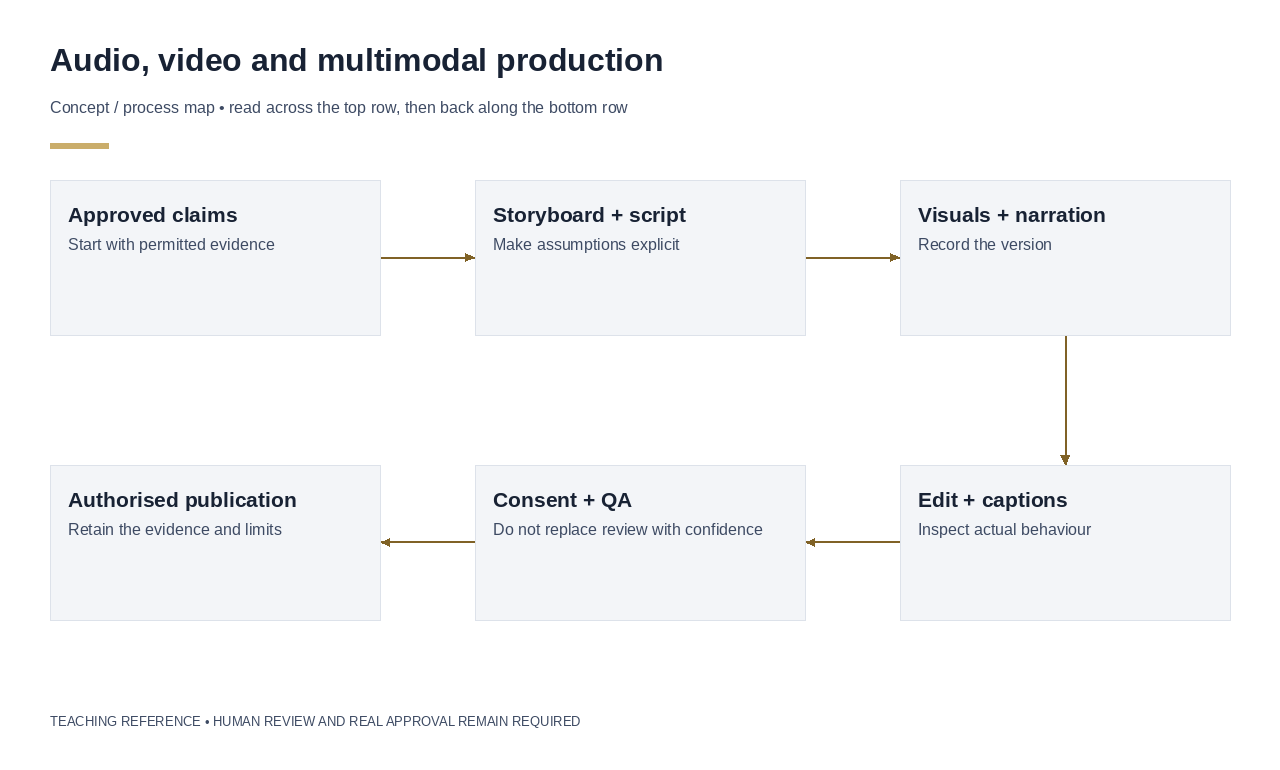 Audio, video and multimodal production
Concept / process map • read across the top row, then back along the bottom row
Approved claims
Start with permitted evidence
Storyboard + script
Make assumptions explicit
Visuals + narration
Record the version
Edit + captions
Inspect actual behaviour
Consent + QA
Do not replace review with confidence
Authorised publication
Retain the evidence and limits
TEACHING REFERENCE • HUMAN REVIEW AND REAL APPROVAL REMAIN REQUIRED